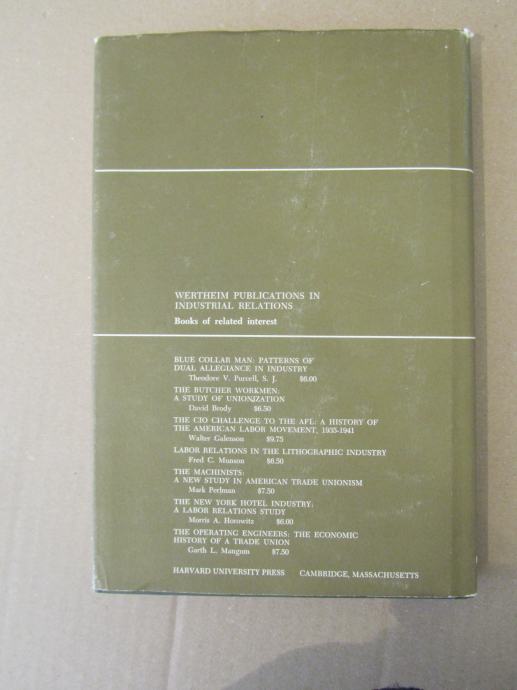 WERTHEIM PUBLICATIONS IN
INDUSTRIAL RELATIONS
Books of related interest
BLUE COLLAR MAN: PATTERNS OF
DUAL ALLEGIANCE IN INDUSTRY
Theodore V. Purcell, S. J. $6.00
THE BUTCHER WORKMEN:
A STUDY OF UNIONIZATION
David Brody $6.50
THE CIO CHALLENGE TO THE AFL: A HISTORY OF
THE AMERICAN LABOR MOVEMENT, 1935-1941
Walter Galenson $9.75
LABOR RELATIONS IN THE LITHOGRAPHIC INDUSTRY
Fred C. Munson $6.50
THE MACHINISTS:
A NEW STUDY IN AMERICAN TRADE UNIONISM
Mark Perlman $7.50
THE NEW YORK HOTEL INDUSTRY:
A LABOR RELATIONS STUDY
Morris A. Horowitz $6.00
THE OPERATING ENGINEERS: THE ECONOMIC
HISTORY OF A TRADE UNION
Garth L. Mangum $7.50
HARVARD UNIVERSITY PRESS CAMBRIDGE, MASSACHUSETTS